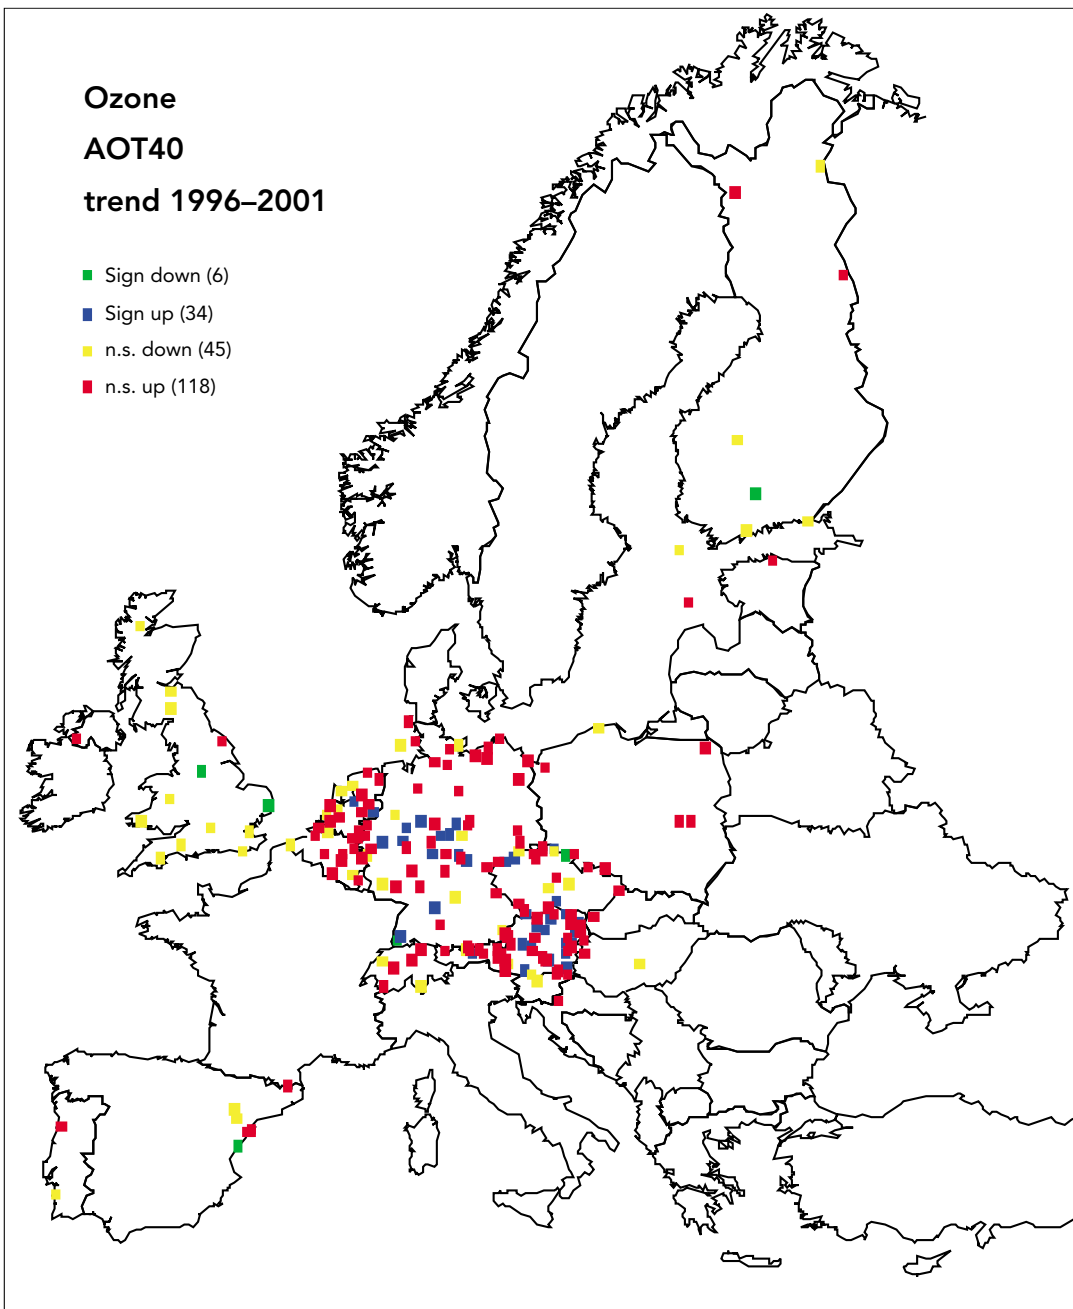 Ozone
AOT40
trend 1996–2001
Sign down (6)
Sign up (34)
n.s. down (45)
n.s. up (118)